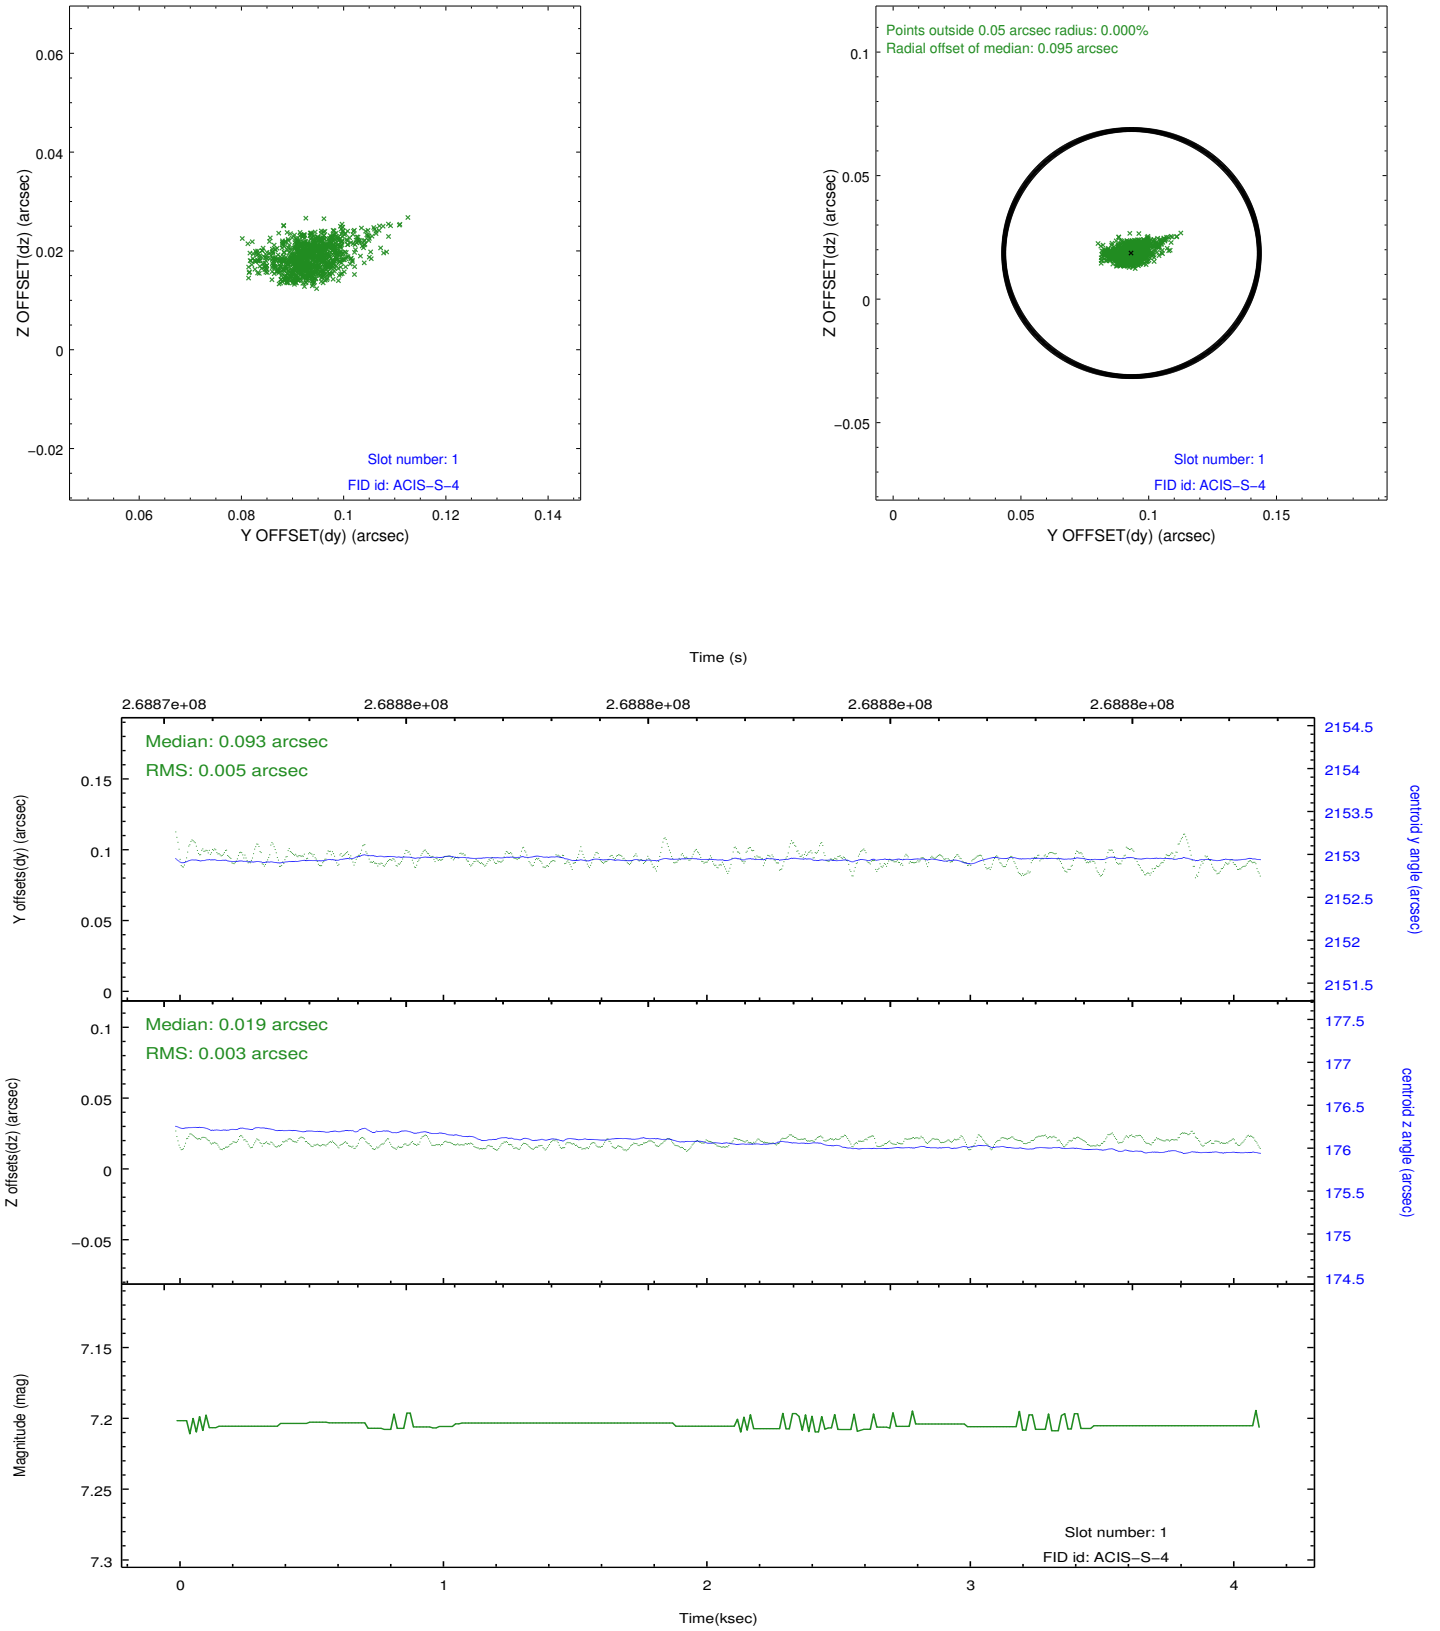 0.06
0.04
0.02
0
−0.02
Z OFFSET(dz) (arcsec)
Slot number: 1
FID id: ACIS−S−4
0.06
0.08
0.1
0.12
0.14
Y OFFSET(dy) (arcsec)
Points outside 0.05 arcsec radius: 0.000%
Radial offset of median: 0.095 arcsec
0.1
0.05
0
−0.05
Z OFFSET(dz) (arcsec)
Slot number: 1
FID id: ACIS−S−4
0
0.05
0.1
0.15
Y OFFSET(dy) (arcsec)
Time (s)
2.6887e+08
2.6888e+08
2.6888e+08
2.6888e+08
2.6888e+08
Median: 0.093 arcsec
RMS: 0.005 arcsec
0.15
0.1
0.05
0
Y offsets(dy) (arcsec)
2154.5
2154
2153.5
2153
2152.5
2152
2151.5
centroid y angle (arcsec)
Median: 0.019 arcsec
RMS: 0.003 arcsec
0.1
0.05
0
−0.05
Z offsets(dz) (arcsec)
177.5
177
176.5
176
175.5
175
174.5
centroid z angle (arcsec)
7.15
7.2
7.25
7.3
Magnitude (mag)
Slot number: 1
FID id: ACIS−S−4
0
1
2
3
4
Time(ksec)